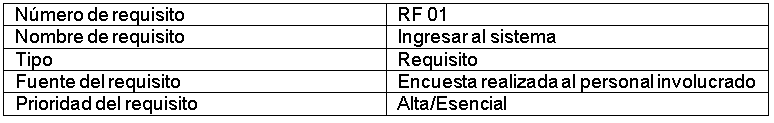 Número de requisito RF 01
Nombre de requisito Ingresar al sistema
Tipo Requisito
Fuente del requisito Encuesta realizada al personal involucrado
Prioridad del requisito Alta/Esencial